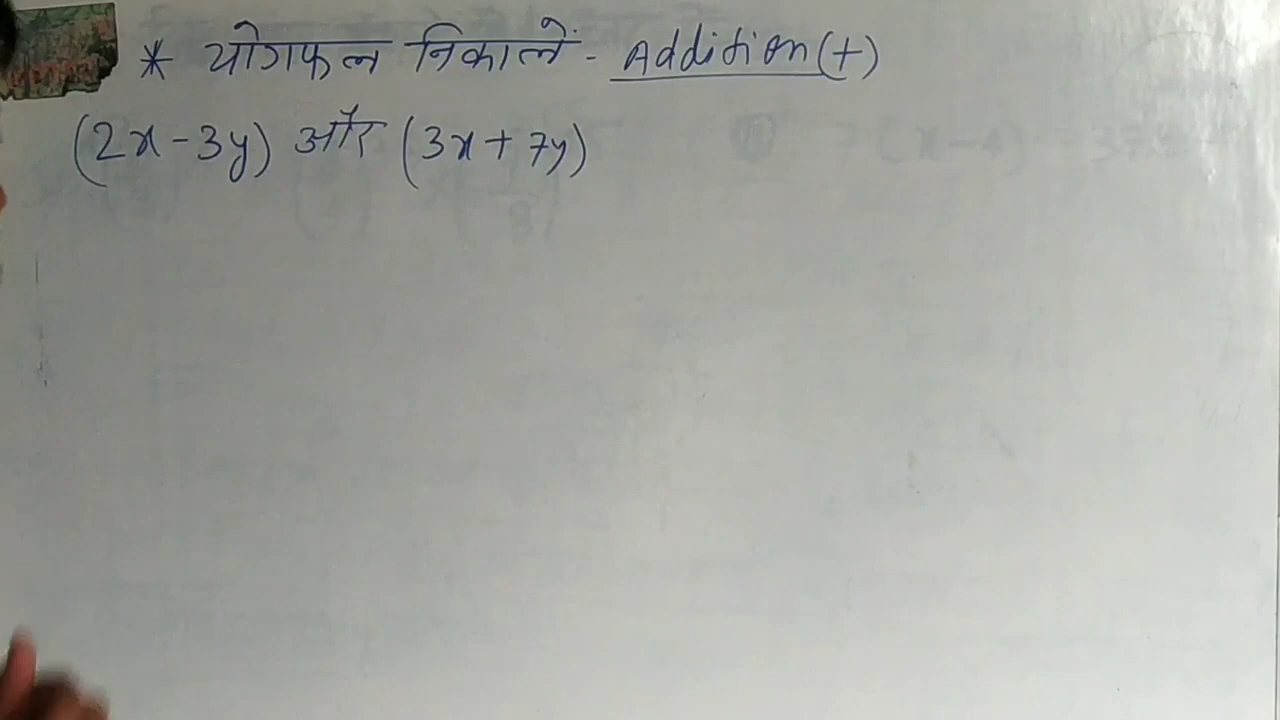 * योगफल निकालें - Addition (+)
(2x - 3y) और (3x + 7y)